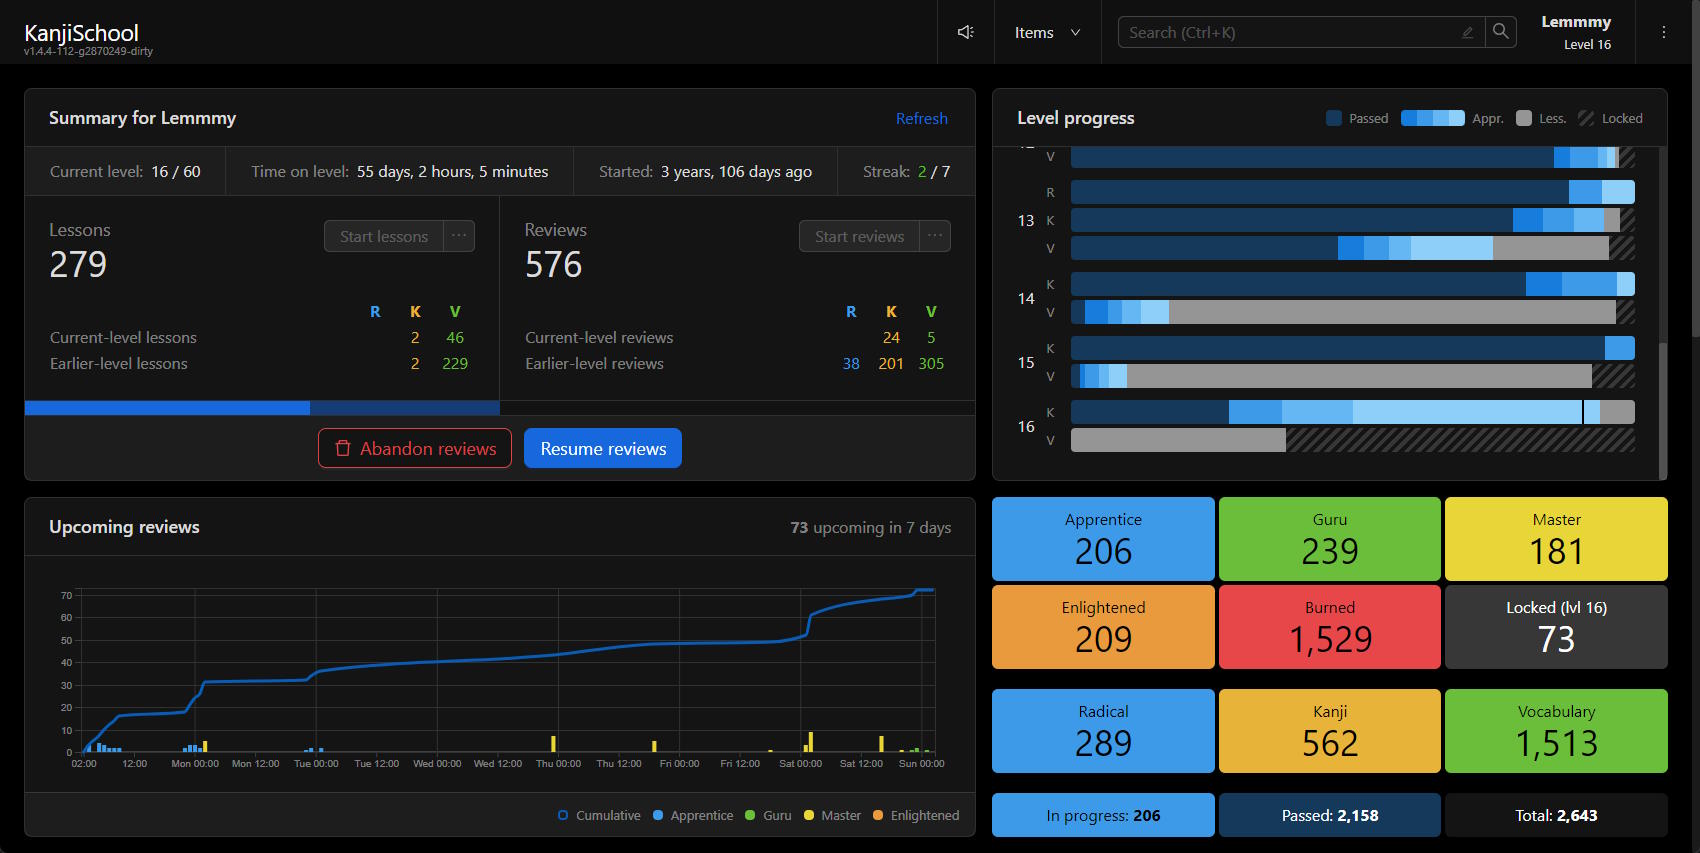 KanjiSchool
v1.4.4-112-g2870249-dirty
Items
Search (Ctrl+K)
Lemmmy
Level 16
Summary for Lemmmy
Refresh
Current level: 16 / 60
Time on level: 55 days, 2 hours, 5 minutes
Started: 3 years, 106 days ago
Streak: 2 / 7
Lessons
279
Start lessons ...
R K V
Current-level lessons 2 46
Earlier-level lessons 2 229
Reviews
576
Start reviews ...
R K V
Current-level reviews 24 5
Earlier-level reviews 38 201 305
Abandon reviews
Resume reviews
Level progress
Passed
Appr.
Less.
Locked
V
R
13 K
V
K
14
V
K
15
V
K
16
V
Upcoming reviews
73 upcoming in 7 days
70
60
50
40
30
20
10
0
02:00 12:00 Mon 00:00 Mon 12:00 Tue 00:00 Tue 12:00 Wed 00:00 Wed 12:00 Thu 00:00 Thu 12:00 Fri 00:00 Fri 12:00 Sat 00:00 Sat 12:00 Sun 00:00
Cumulative Apprentice Guru Master Enlightened
Apprentice
206
Guru
239
Master
181
Enlightened
209
Burned
1,529
Locked (lvl 16)
73
Radical
289
Kanji
562
Vocabulary
1,513
In progress: 206
Passed: 2,158
Total: 2,643